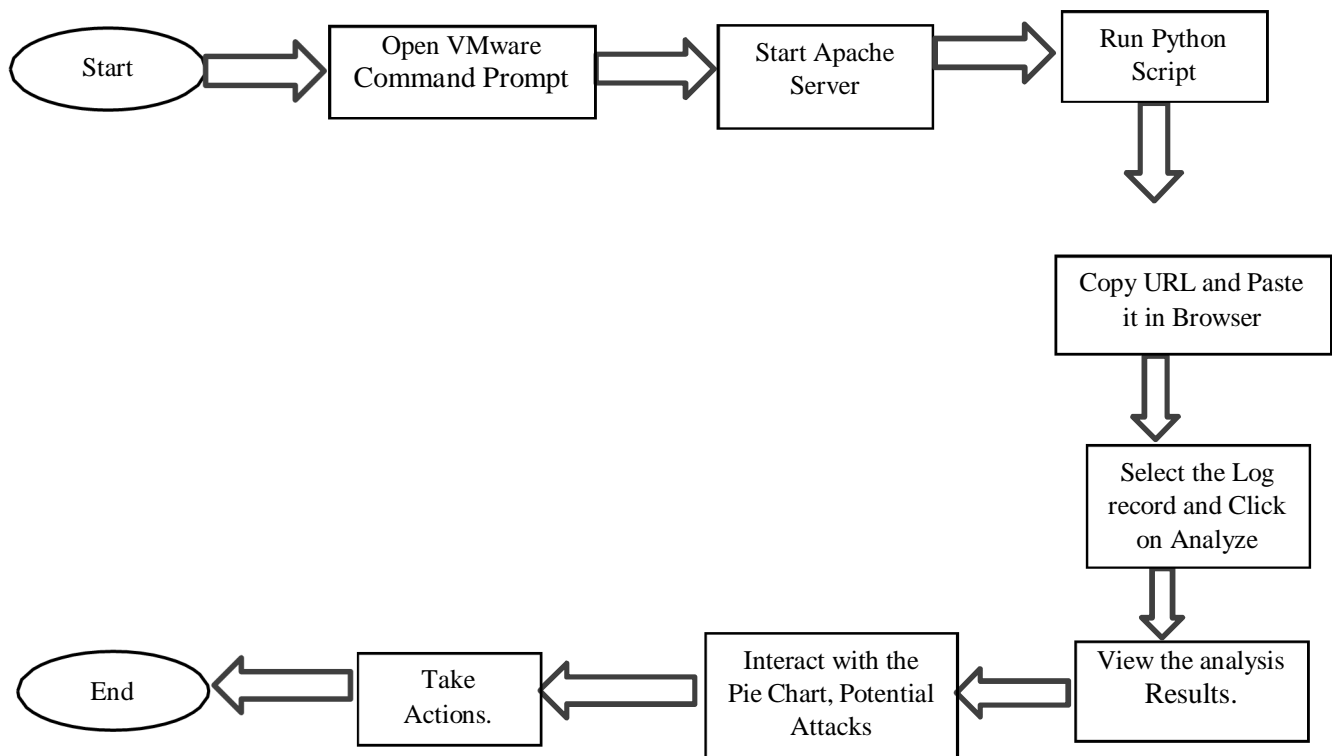 Start
Open VMware
Command Prompt
Start Apache
Server
Run Python
Script
Copy URL and Paste
it in Browser
Select the Log
record and Click
on Analyze
View the analysis
Results.
Interact with the
Pie Chart, Potential
Attacks
Take
Actions.
End